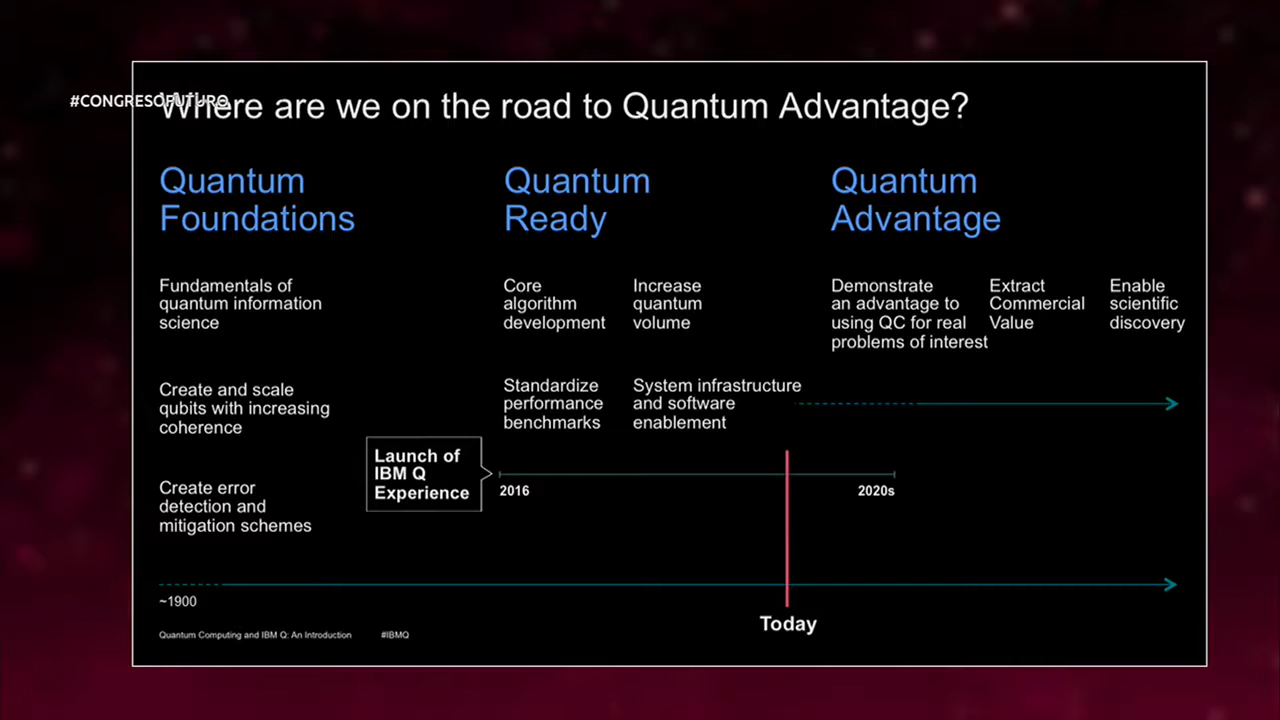 #CONGRESOFUTURO
Where are we on the road to Quantum Advantage?
Quantum
Foundations
Fundamentals of
quantum information
science
Create and scale
qubits with increasing
coherence
Create error
detection and
mitigation schemes
Quantum
Ready
Core
algorithm
development
Increase
quantum
volume
Standardize
performance
benchmarks
System infrastructure
and software
enablement
Quantum
Advantage
Demonstrate
an advantage to
using QC for real
problems of interest
Extract
Commercial
Value
Enable
scientific
discovery
Launch of
IBM Q
Experience
2016
2020s
~1900
Today
Quantum Computing and IBM Q: An Introduction
#IBMQ